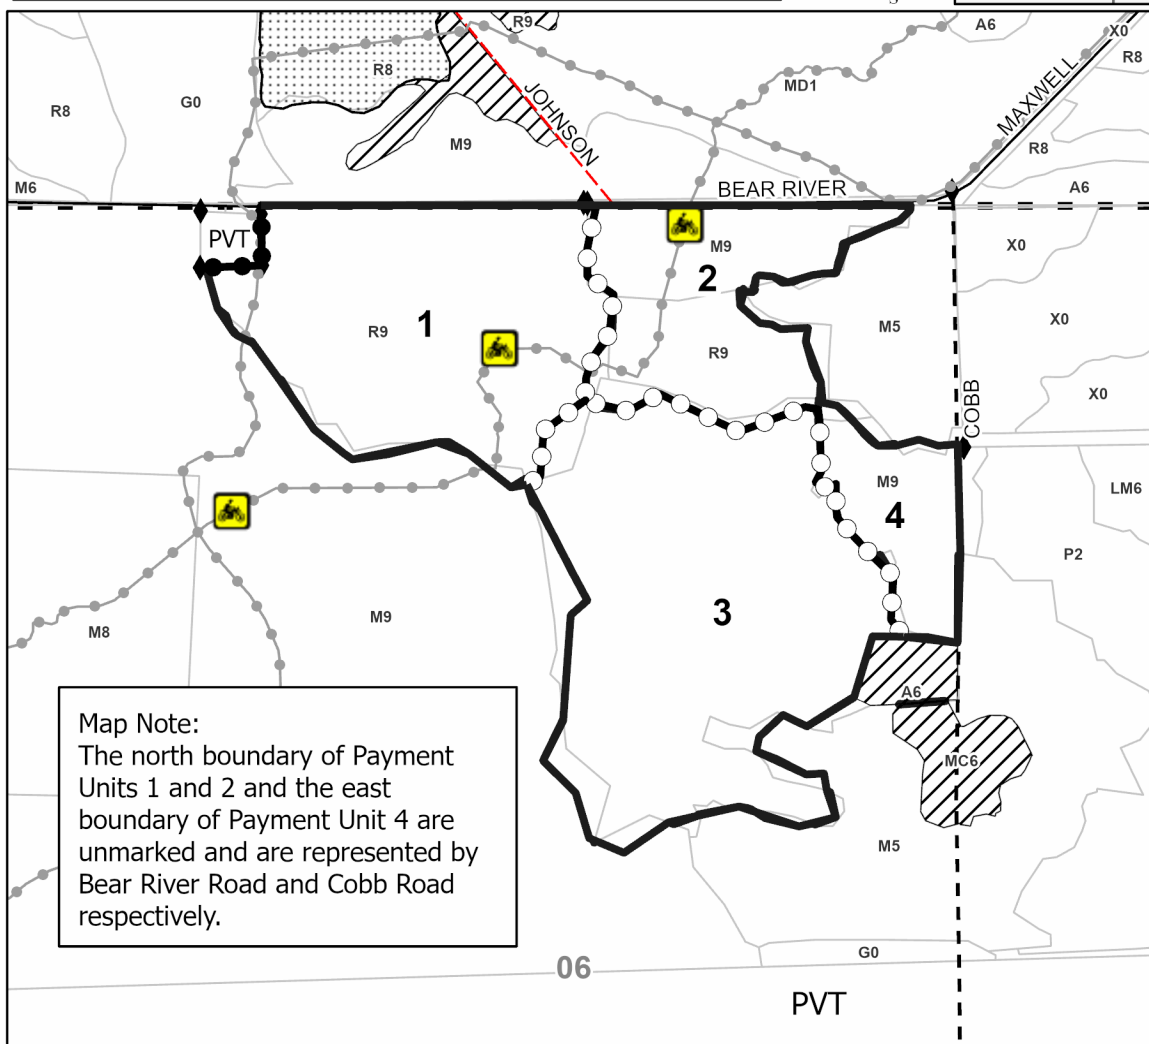 R9
A6
X0
R8
R8
MD1
MAXWELL
R8
G0
JOHNSON
M9
R8
M6
BEAR RIVER
A6
PVT
M9
X0
2
1
R9
M5
X0
R9
X0
COBB
M9
LM6
4
P2
3
M9
M8
A6
Map Note:
The north boundary of Payment
Units 1 and 2 and the east
boundary of Payment Unit 4 are
unmarked and are represented by
Bear River Road and Cobb Road
respectively.
MC6
M5
G0
06
PVT